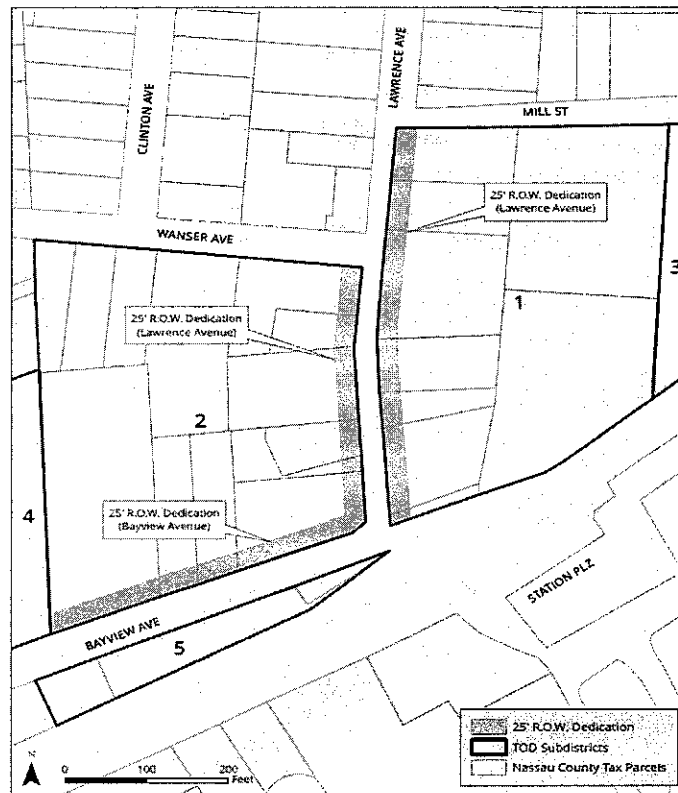 LAWRENCE AVE
MILL ST
CLINTON AVE
25' R.O.W. Dedication
(Lawrence Avenue)
WANSER AVE
3
1
25' R.O.W. Dedication
(Lawrence Avenue)
2
4
25' R.O.W. Dedication
(Bayview Avenue)
STATION PLZ
BAYVIEW AVE
5
25' R.O.W. Dedication
TOD Subdistricts
Nassau County Tax Parcels
N
0 100 200
Feet